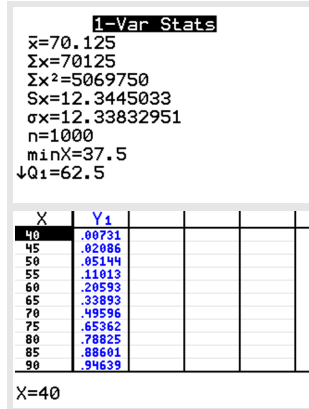 1-Var Stats
x̄=70.125
Σx=70125
Σx²=5069750
Sx=12.3445033
σx=12.33832951
n=1000
minX=37.5
↓Q₁=62.5
X Y₁
40 .00731
45 .02086
50 .05144
55 .11013
60 .20593
65 .33893
70 .49596
75 .65362
80 .78825
85 .88601
90 .94639
X=40